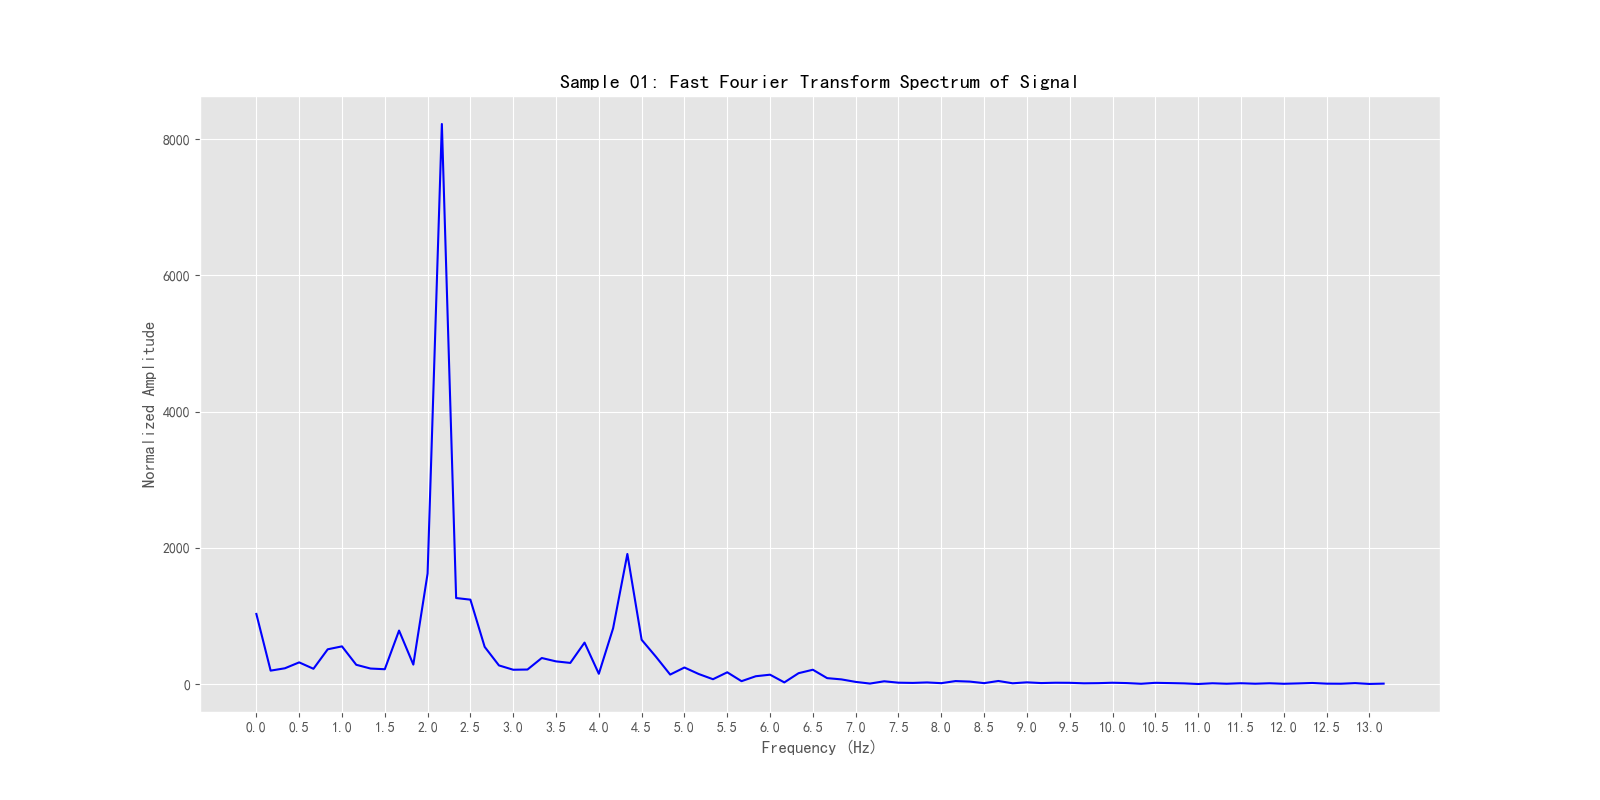 Sample 01: Fast Fourier Transform Spectrum of Signal
8000
6000
4000
2000
0
Normalized Amplitude
0.0 0.5 1.0 1.5 2.0 2.5 3.0 3.5 4.0 4.5 5.0 5.5 6.0 6.5 7.0 7.5 8.0 8.5 9.0 9.5 10.0 10.5 11.0 11.5 12.0 12.5 13.0
Frequency (Hz)